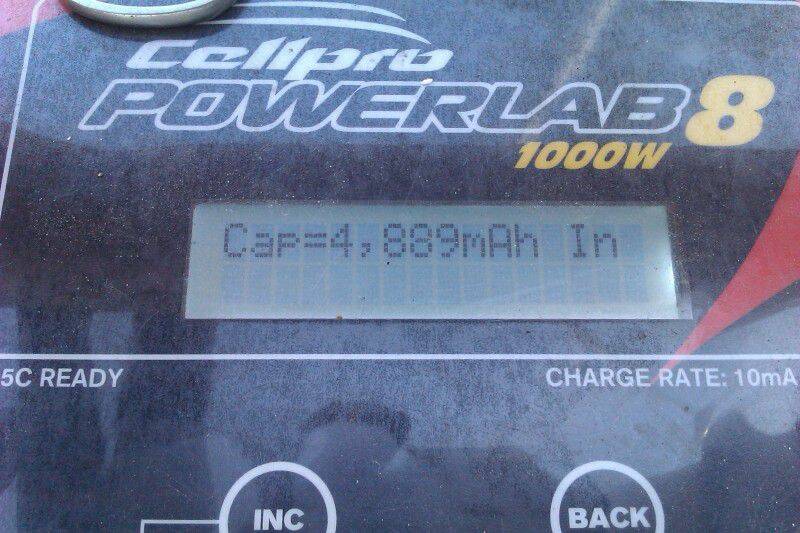 Cellpro
POWERLAB 8
1000W
Cap=4,889mAh In
5C READY
CHARGE RATE: 10mA
INC
BACK